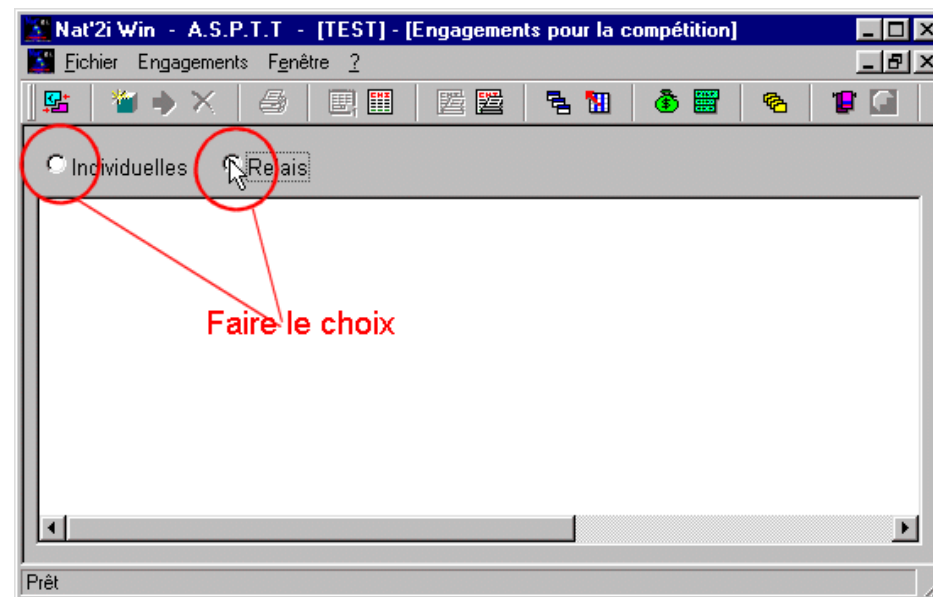 Nat'2i Win - A.S.P.T.T - [TEST] - [Engagements pour la compétition]
Fichier Engagements Fenêtre ?
Individuelles Relais
Faire le choix
Prêt